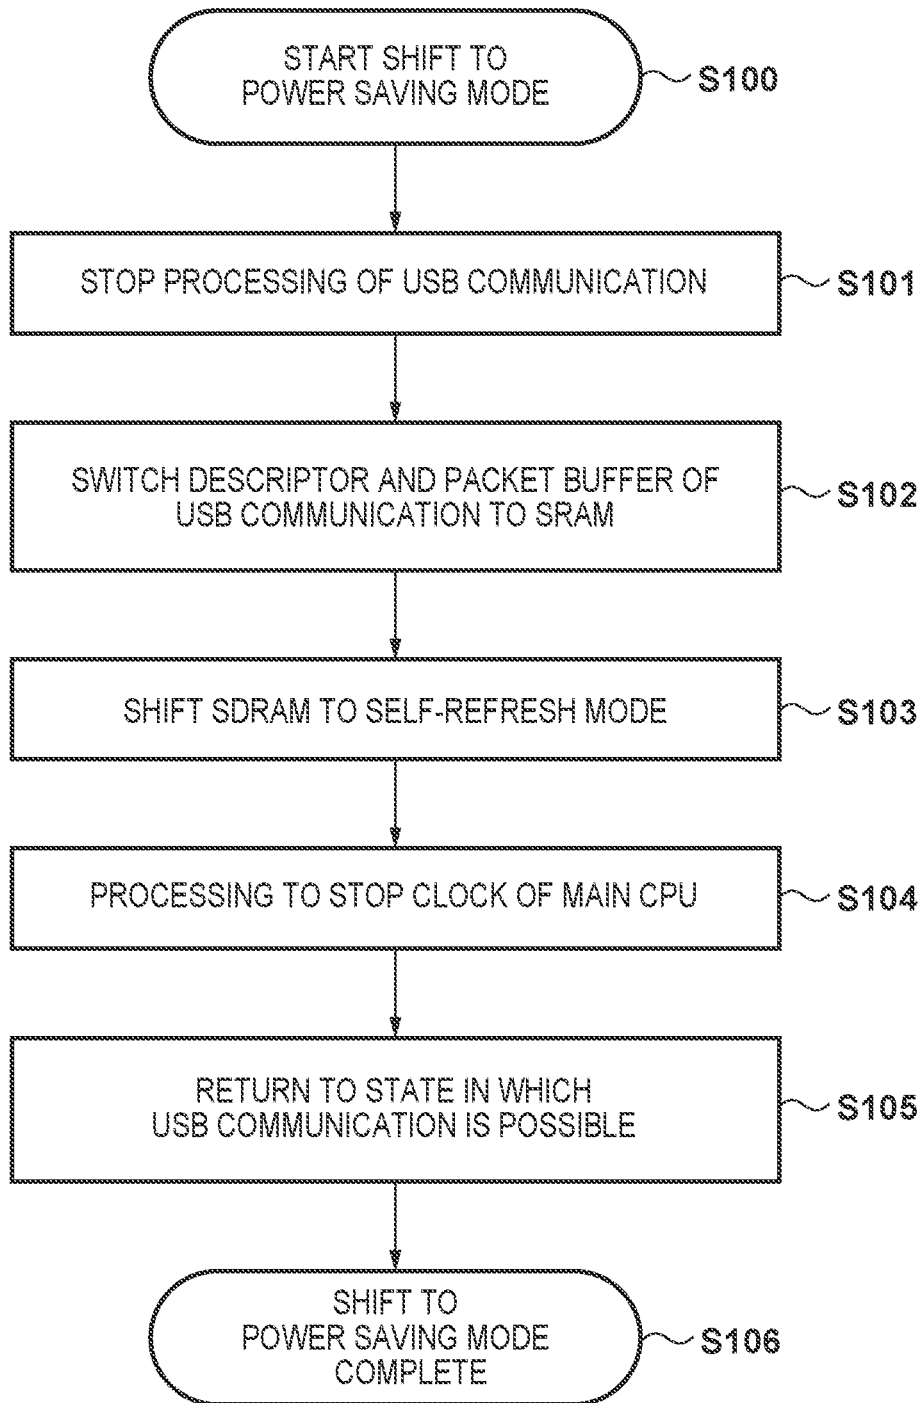 START SHIFT TO
POWER SAVING MODE
S100
STOP PROCESSING OF USB COMMUNICATION
S101
SWITCH DESCRIPTOR AND PACKET BUFFER OF
USB COMMUNICATION TO SRAM
S102
SHIFT SDRAM TO SELF-REFRESH MODE
S103
PROCESSING TO STOP CLOCK OF MAIN CPU
S104
RETURN TO STATE IN WHICH
USB COMMUNICATION IS POSSIBLE
S105
SHIFT TO
POWER SAVING MODE
COMPLETE
S106